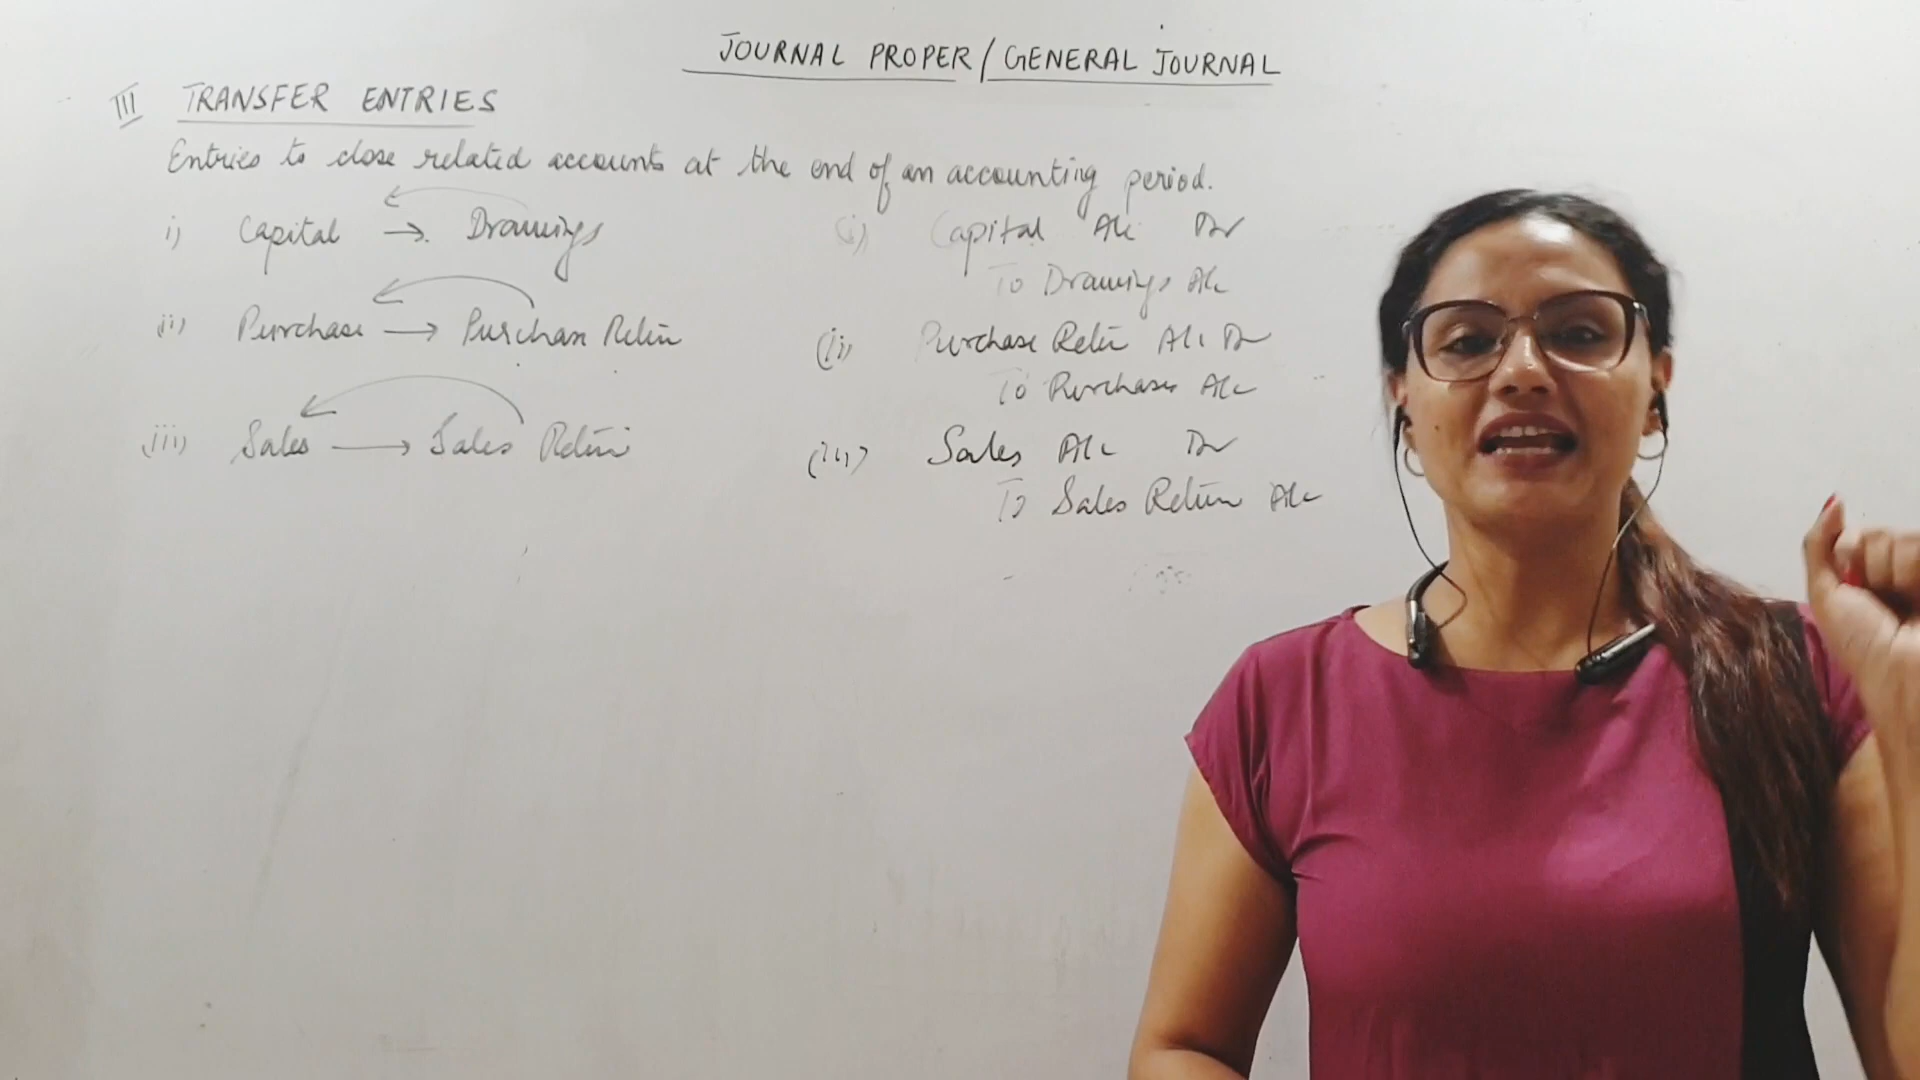 JOURNAL PROPER / GENERAL JOURNAL
III TRANSFER ENTRIES
Entries to close related accounts at the end of an accounting period.
i) Capital → Drawings
ii) Purchase → Purchase Return
(iii) Sales → Sales Return
(i) Capital A/c Dr
To Drawings A/c
(ii) Purchase Return A/c Dr
To Purchases A/c
(iii) Sales A/c Dr
To Sales Return A/c